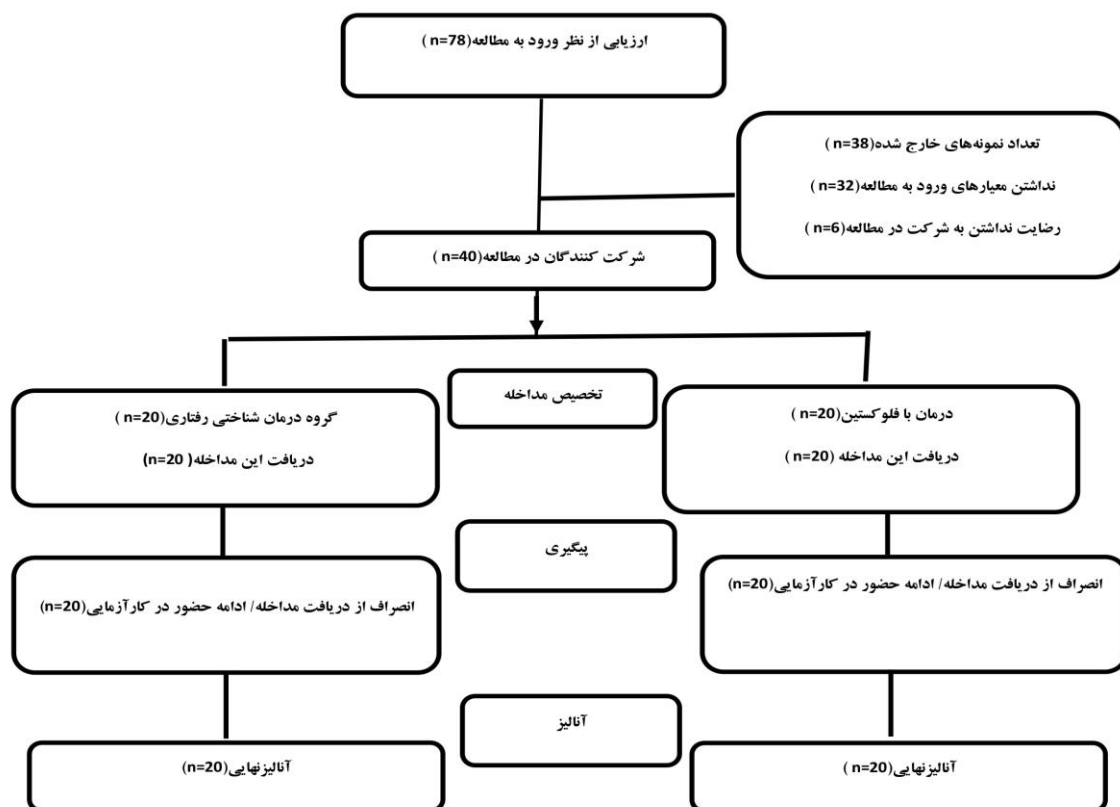 ارزیابی از نظر ورود به مطالعه(n=78 )
تعداد نمونه‌های خارج شده(n=38 )
نداشتن معیارهای ورود به مطالعه(n=32 )
رضایت نداشتن به شرکت در مطالعه(n=6 )
شرکت کنندگان در مطالعه(n=40 )
تخصیص مداخله
درمان با فلوکستین(n=20 )
دریافت این مداخله (n=20 )
گروه درمان شناختی رفتاری(n=20 )
دریافت این مداخله( n=20)
پیگیری
انصراف از دریافت مداخله/ ادامه حضور در کارآزمایی(n=20)
انصراف از دریافت مداخله/ ادامه حضور در کارآزمایی(n=20)
آنالیز
آنالیزنهایی(n=20 )
آنالیزنهایی(n=20)